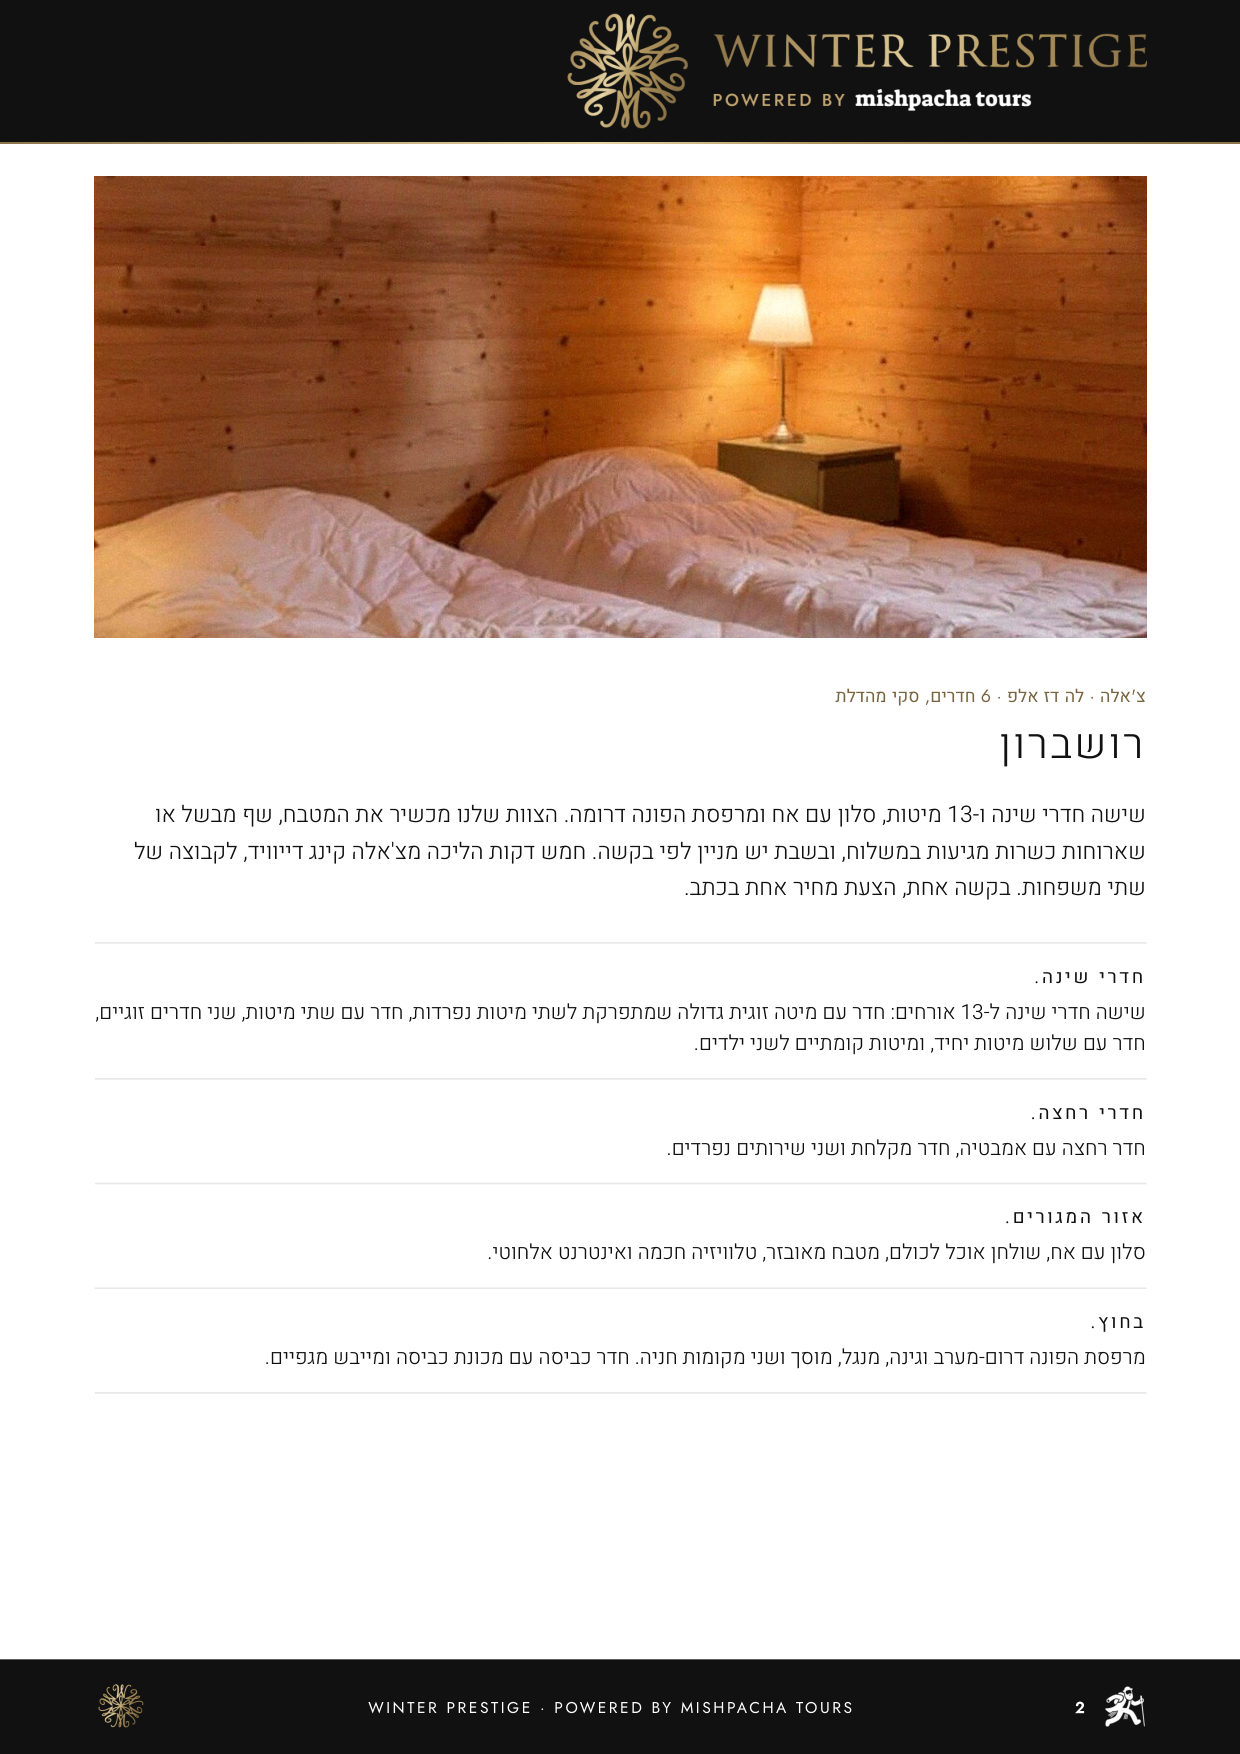 WINTER PRESTIGE
POWERED BY mishpacha tours
צ'אלה · לה דז אלפ · 6 חדרים, סקי מהדלת
רושברון
שישה חדרי שינה ו-13 מיטות, סלון עם אח ומרפסת הפונה דרומה. הצוות שלנו מכשיר את המטבח, שף מבשל או
שארוחות כשרות מגיעות במשלוח, ובשבת יש מניין לפי בקשה. חמש דקות הליכה מצ'אלה קינג דייוויד, לקבוצה של
שתי משפחות. בקשה אחת, הצעת מחיר אחת בכתב.
חדרי שינה.
שישה חדרי שינה ל-13 אורחים: חדר עם מיטה זוגית גדולה שמתפרקת לשתי מיטות נפרדות, חדר עם שתי מיטות, שני חדרים זוגיים,
חדר עם שלוש מיטות יחיד, ומיטות קומתיים לשני ילדים.
חדרי רחצה.
חדר רחצה עם אמבטיה, חדר מקלחת ושני שירותים נפרדים.
אזור המגורים.
סלון עם אח, שולחן אוכל לכולם, מטבח מאובזר, טלוויזיה חכמה ואינטרנט אלחוטי.
בחוץ.
מרפסת הפונה דרום-מערב וגינה, מנגל, מוסך ושני מקומות חניה. חדר כביסה עם מכונת כביסה ומייבש מגפיים.
WINTER PRESTIGE · POWERED BY MISHPACHA TOURS
2